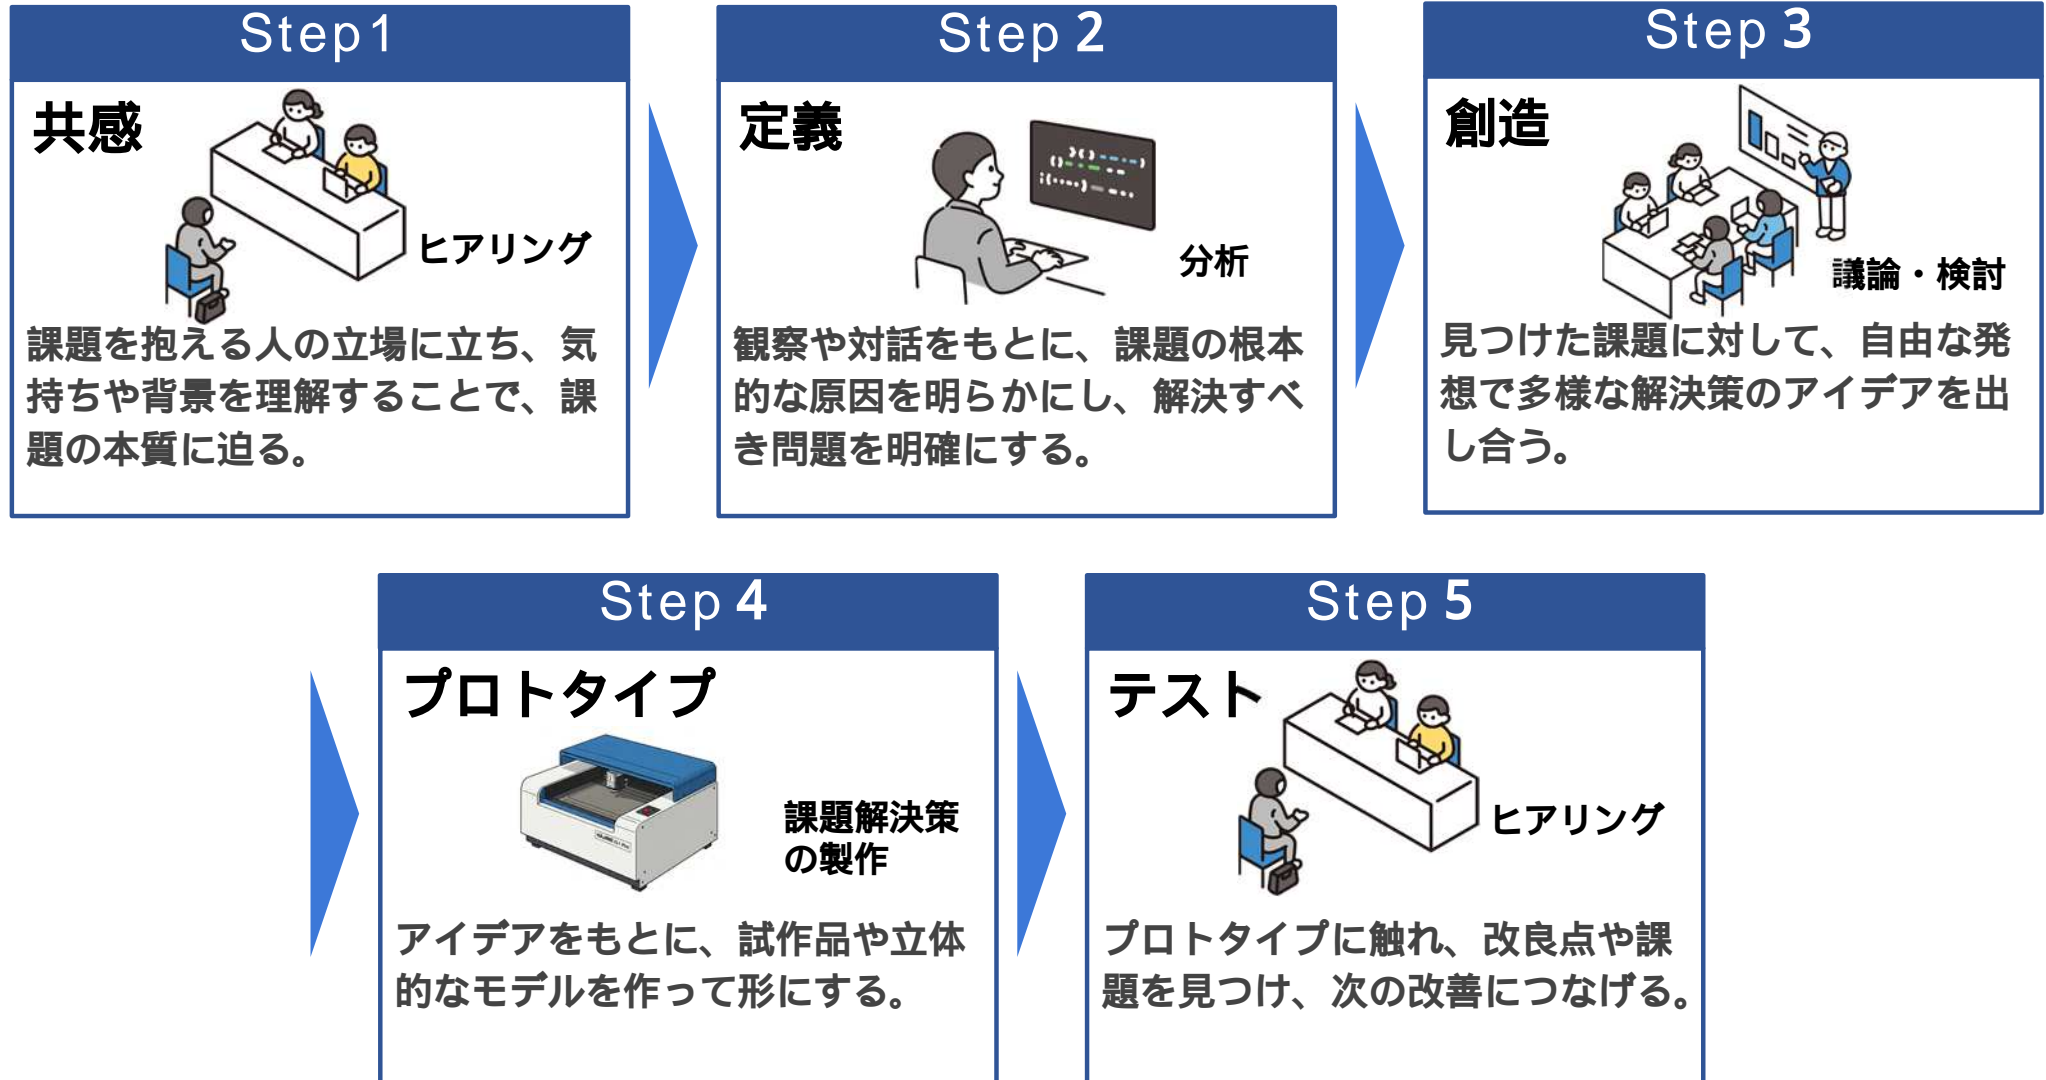 Step1
共感
ヒアリング
課題を抱える人の立場に立ち、気
持ちや背景を理解することで、課
題の本質に迫る。
Step 2
定義
分析
観察や対話をもとに、課題の根本
的な原因を明らかにし、解決すべ
き問題を明確にする。
Step 3
創造
議論・検討
見つけた課題に対して、自由な発
想で多様な解決策のアイデアを出
し合う。
Step 4
プロトタイプ
課題解決策
の製作
アイデアをもとに、試作品や立体
的なモデルを作って形にする。
Step 5
テスト
ヒアリング
プロトタイプに触れ、改良点や課
題を見つけ、次の改善につなげる。